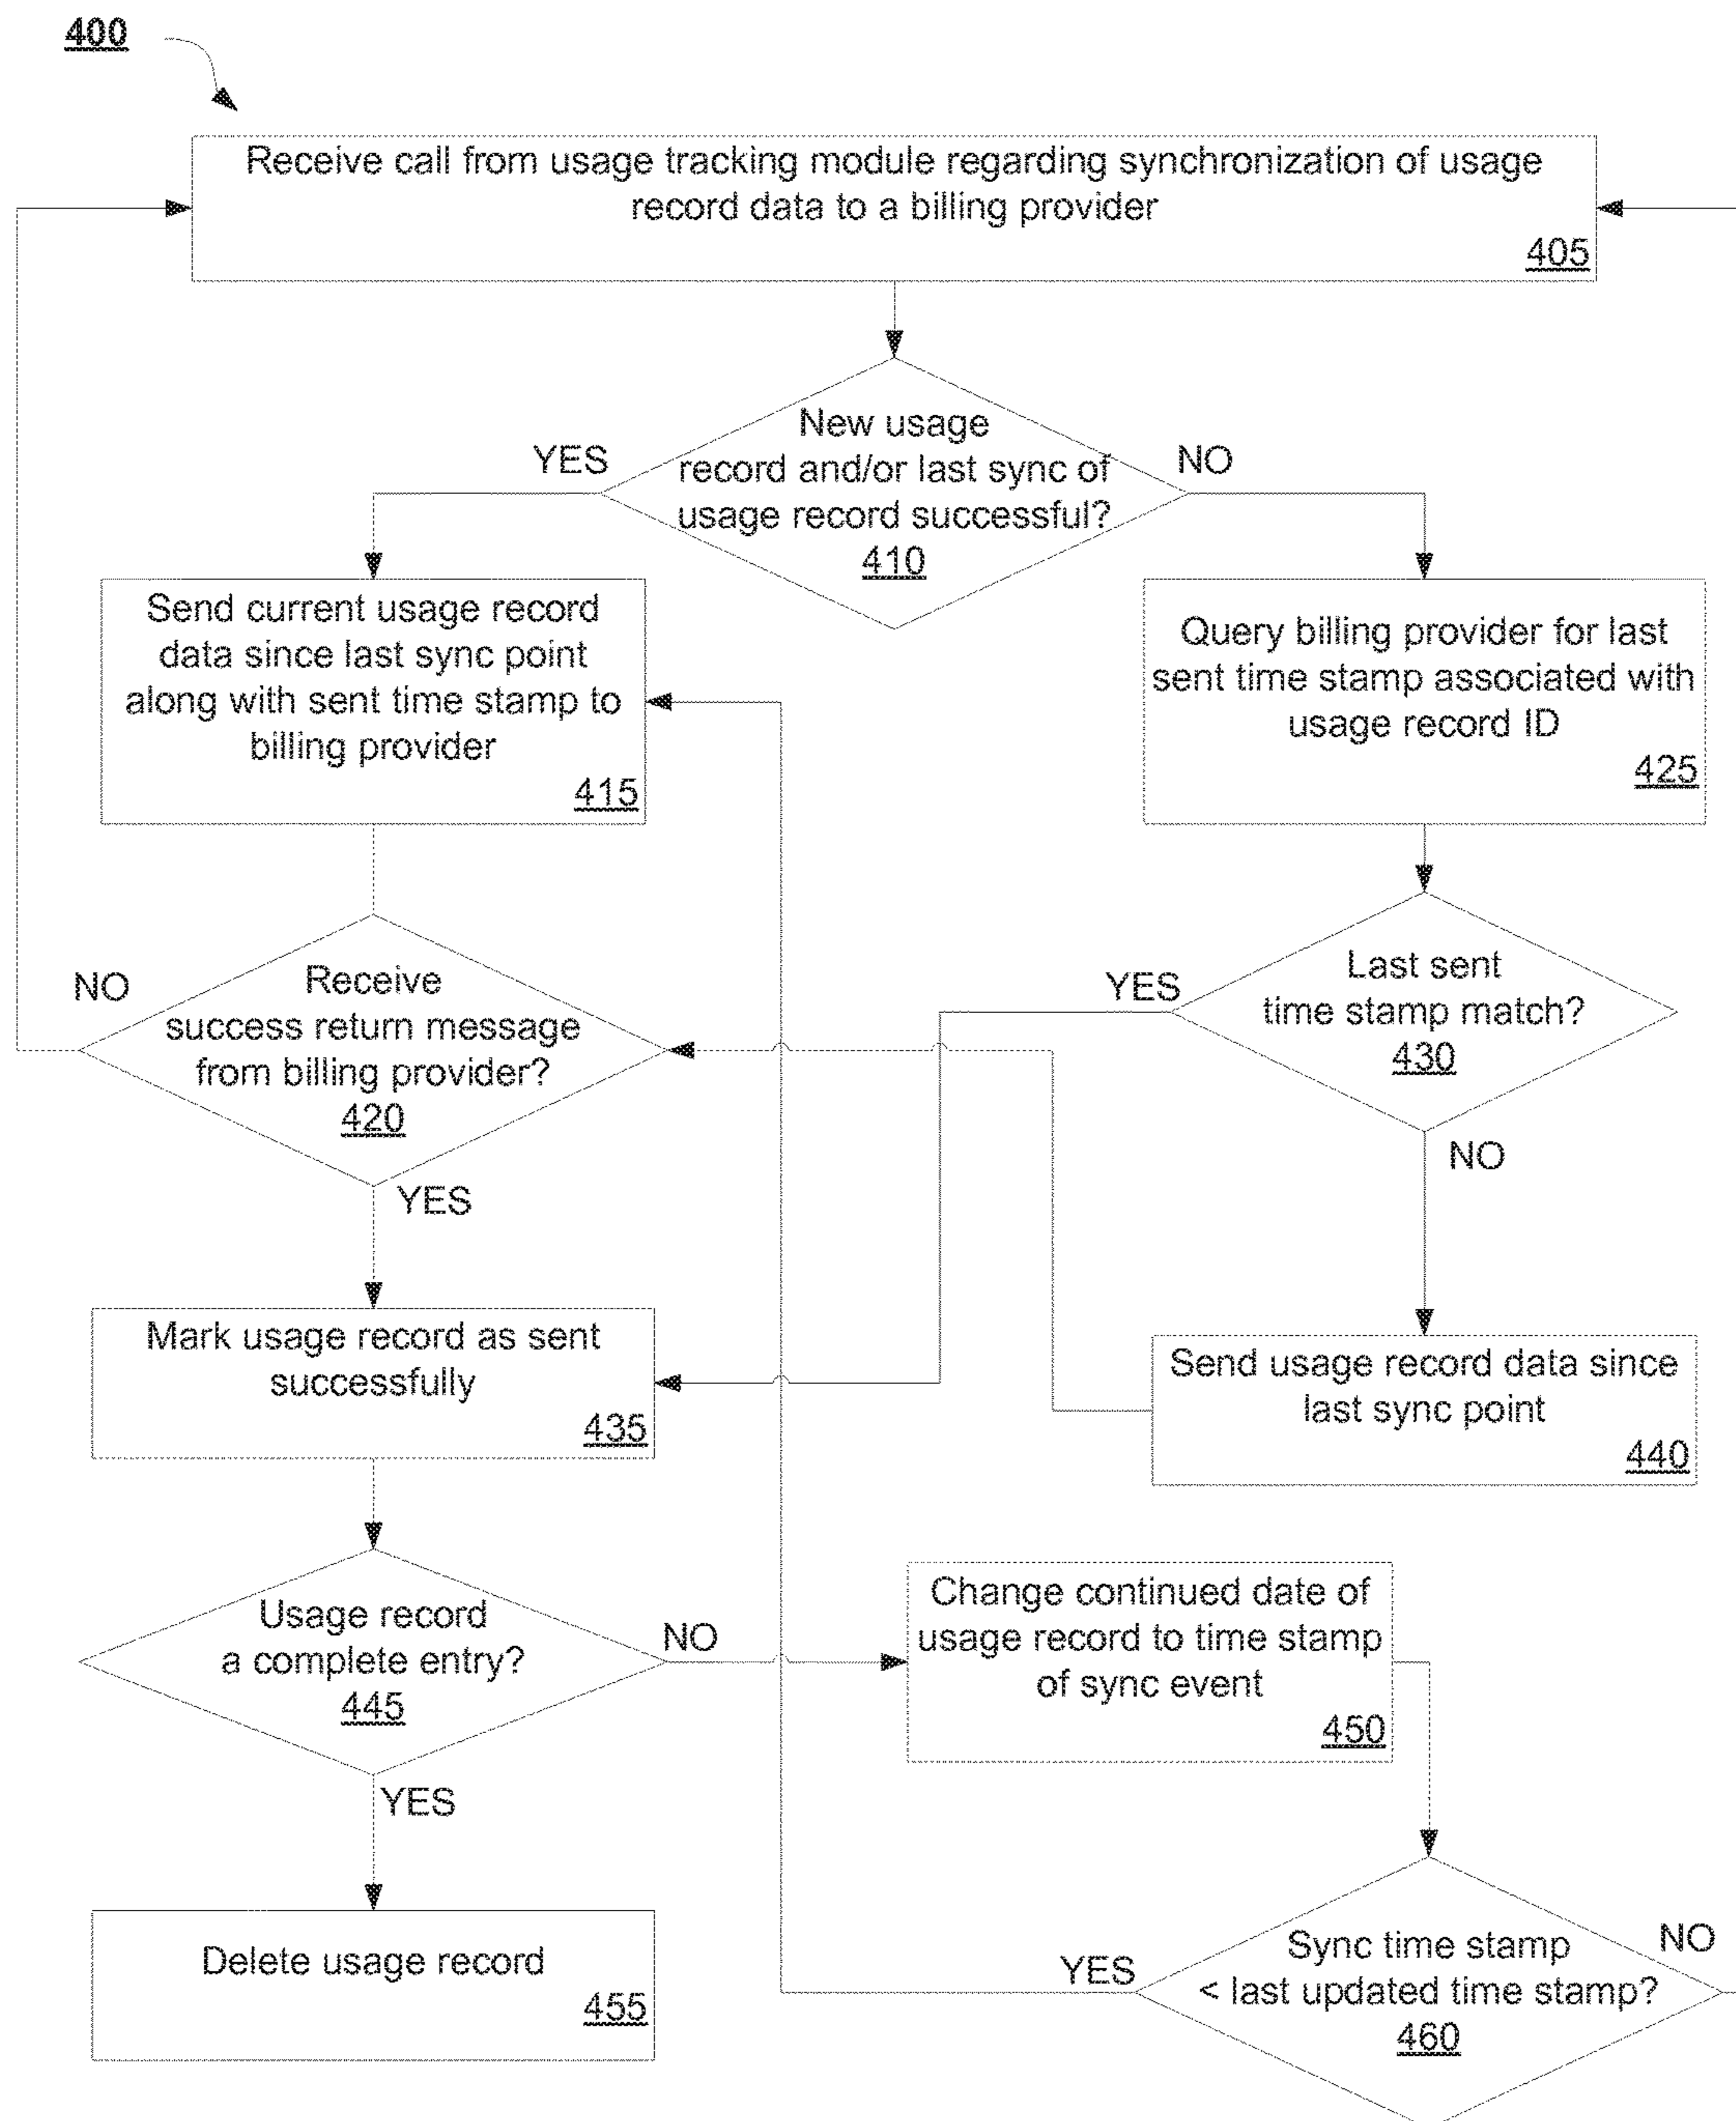 400
Receive call from usage tracking module regarding synchronization of usage
record data to a billing provider
405
New usage
record and/or last sync of
usage record successful?
410
YES
NO
Send current usage record
data since last sync point
along with sent time stamp to
billing provider
415
Query billing provider for last
sent time stamp associated with
usage record ID
425
Receive
success return message
from billing provider?
420
NO
YES
Last sent
time stamp match?
430
YES
NO
Mark usage record as sent
successfully
435
Send usage record data since
last sync point
440
Usage record
a complete entry?
445
NO
YES
Change continued date of
usage record to time stamp
of sync event
450
Delete usage record
455
Sync time stamp
< last updated time stamp?
460
YES
NO